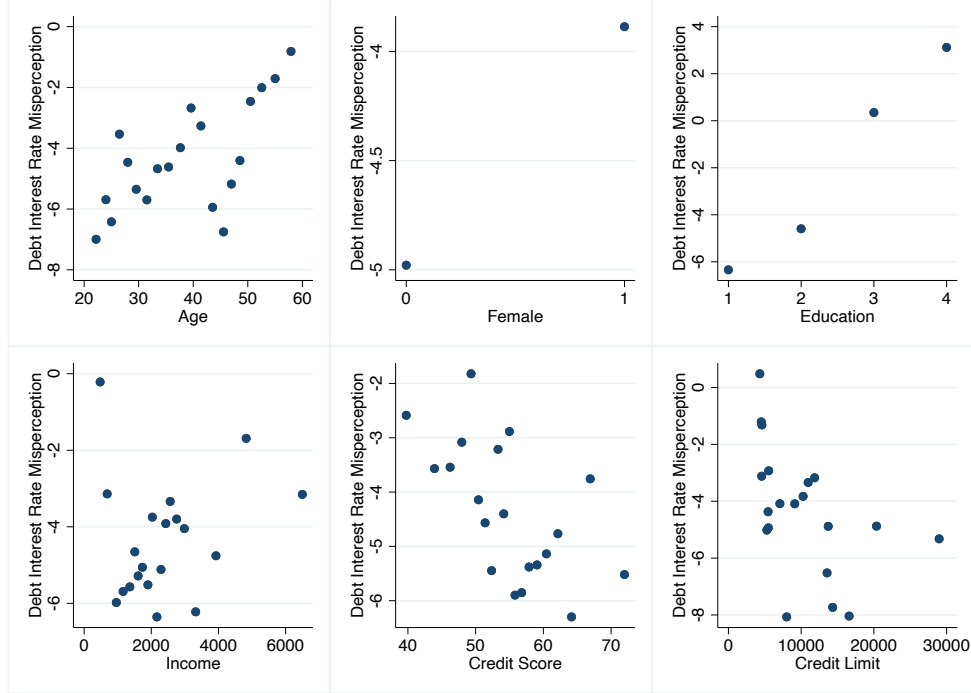 Debt Interest Rate Misperception
0
-2
-4
-6
-8
20 30 40 50 60
Age
Debt Interest Rate Misperception
-4
-4.5
-5
0 1
Female
Debt Interest Rate Misperception
4
2
0
-2
-4
-6
1 2 3 4
Education
Debt Interest Rate Misperception
0
-2
-4
-6
0 2000 4000 6000
Income
Debt Interest Rate Misperception
-2
-3
-4
-5
-6
40 50 60 70
Credit Score
Debt Interest Rate Misperception
0
-2
-4
-6
-8
0 10000 20000 30000
Credit Limit